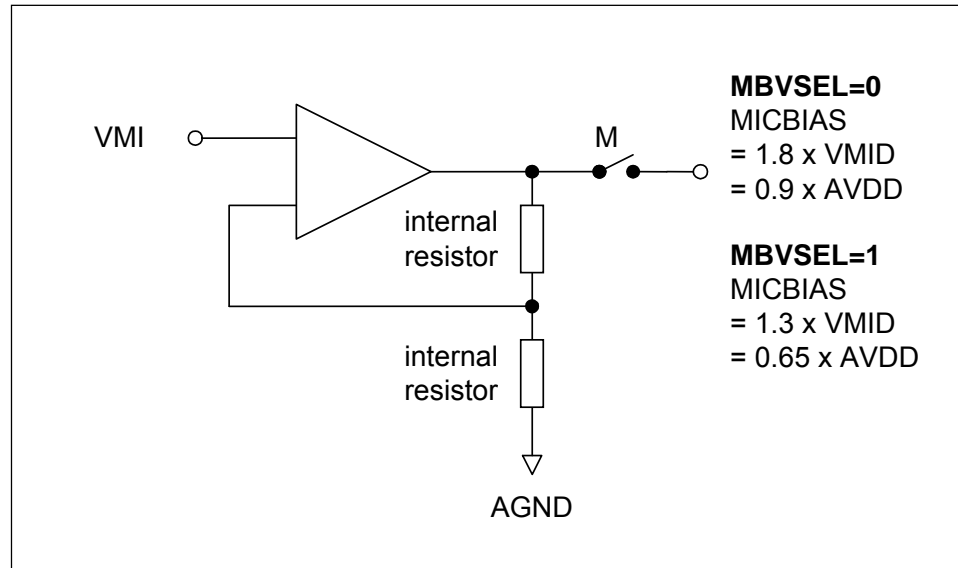 VMI
M
internal
resistor
internal
resistor
AGND
MBVSEL=0
MICBIAS
= 1.8 x VMID
= 0.9 x AVDD
MBVSEL=1
MICBIAS
= 1.3 x VMID
= 0.65 x AVDD